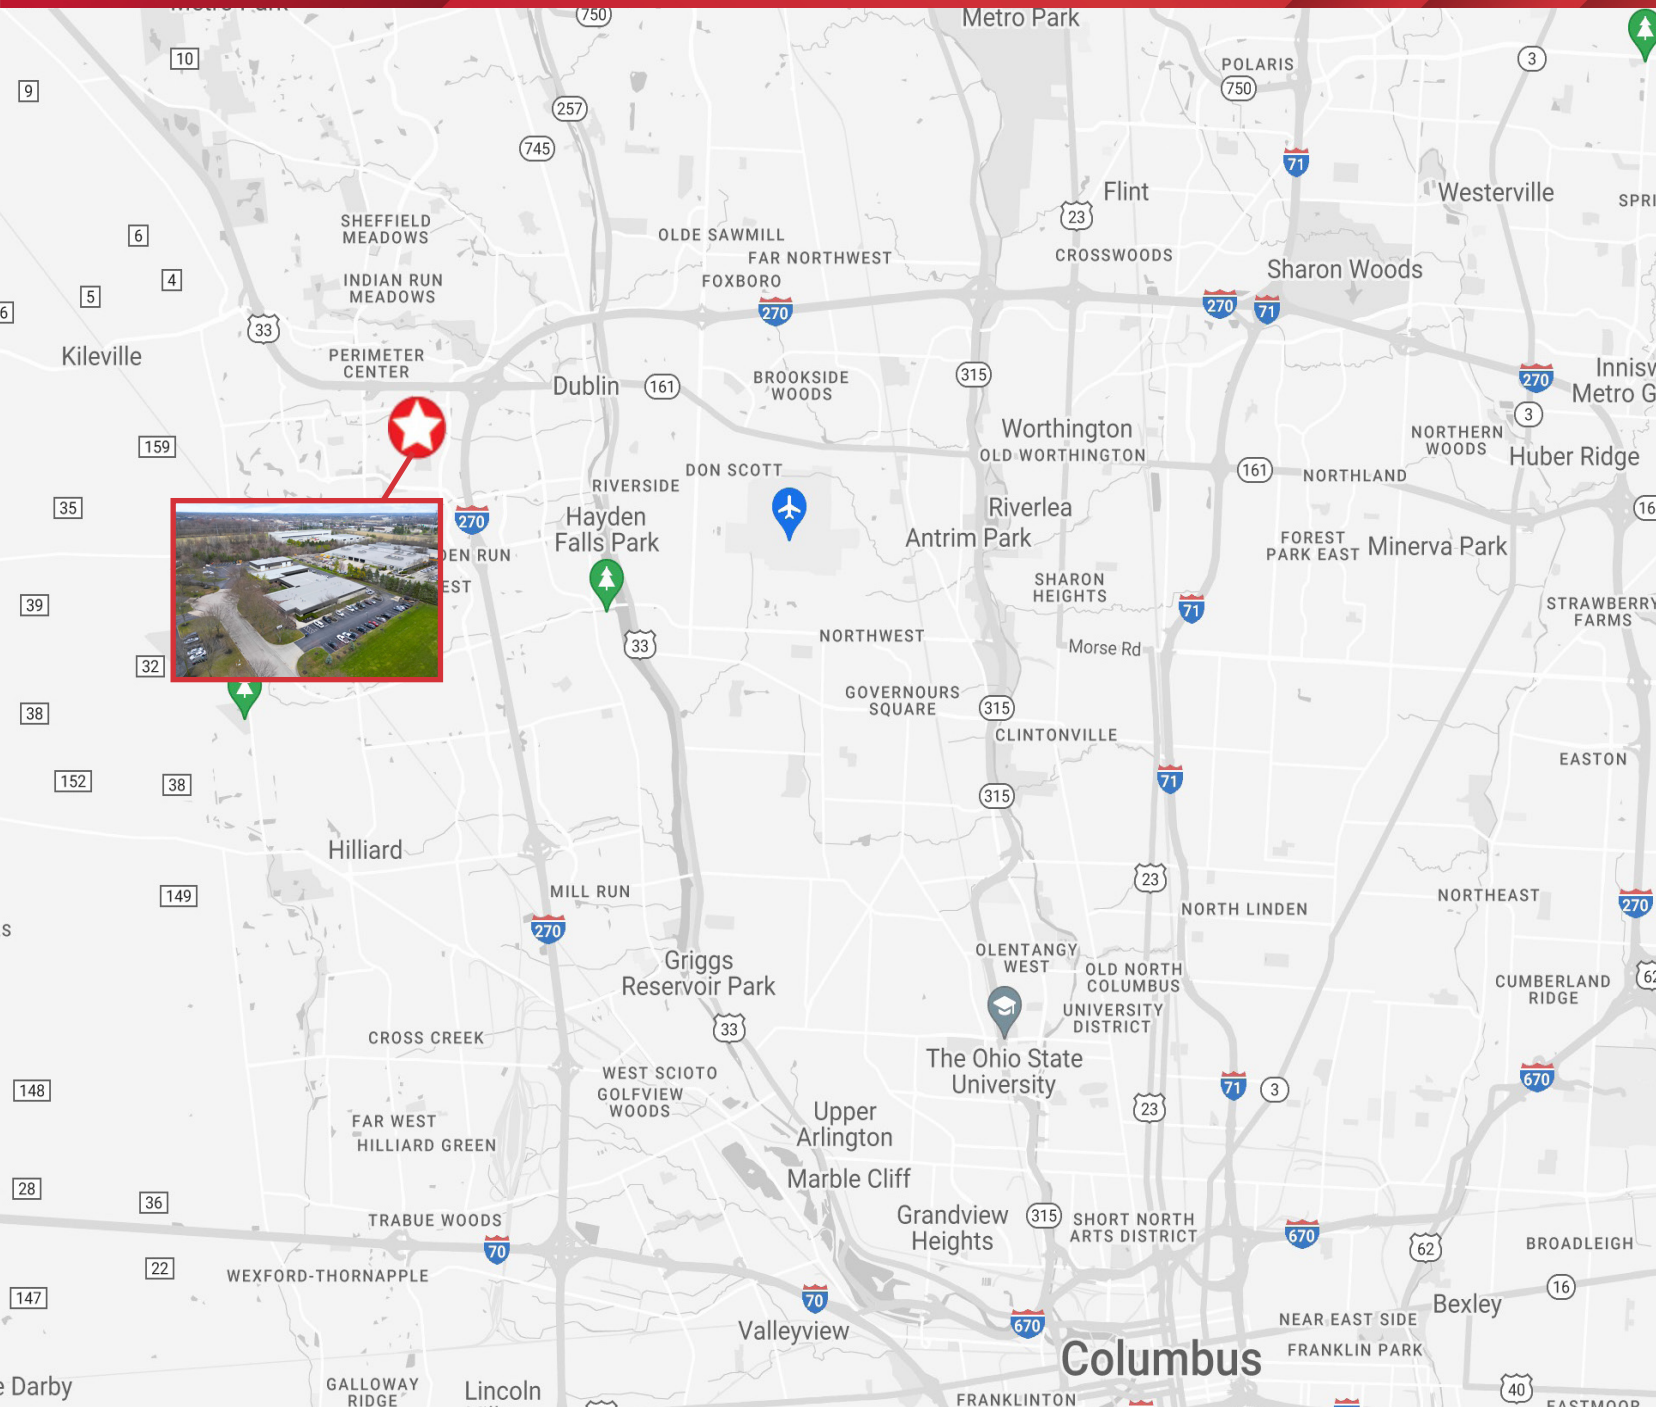 750
Metro Park
10
9
257
745
POLARIS
750
3
71
Flint
Westerville
23
6
4
5
6
SHEFFIELD
MEADOWS
INDIAN RUN
MEADOWS
OLDE SAWMILL
FAR NORTHWEST
FOXBORO
CROSSWOODS
Sharon Woods
270
270
71
33
Kileville
PERIMETER
CENTER
Dublin
161
BROOKSIDE
WOODS
315
270
3
Metro G
159
Worthington
OLD WORTHINGTON
NORTHERN
WOODS
Huber Ridge
161
NORTHLAND
DON SCOTT
RIVERSIDE
35
270
Hayden
Falls Park
Riverlea
Antrim Park
FOREST
PARK EAST
Minerva Park
16
DEN RUN
EST
39
SHARON
HEIGHTS
71
STRAWBERRY
FARMS
33
NORTHWEST
Morse Rd
32
38
GOVERNOURS
SQUARE
315
CLINTONVILLE
EASTON
152
38
71
315
Hilliard
149
MILL RUN
23
NORTH LINDEN
NORTHEAST
270
270
s
Griggs
Reservoir Park
OLENTANGY
WEST
OLD NORTH
COLUMBUS
CUMBERLAND
RIDGE
62
UNIVERSITY
DISTRICT
33
CROSS CREEK
The Ohio State
University
WEST SCIOTO
GOLFVIEW
WOODS
148
71
3
670
23
FAR WEST
HILLIARD GREEN
Upper
Arlington
Marble Cliff
28
36
TRABUE WOODS
Grandview
Heights
315
SHORT NORTH
ARTS DISTRICT
670
62
BROADLEIGH
70
22
WEXFORD-THORNAPPLE
16
147
70
670
Bexley
Valleyview
NEAR EAST SIDE
FRANKLIN PARK
Columbus
e Darby
GALLOWAY
RIDGE
Lincoln
FRANKLINTON
40